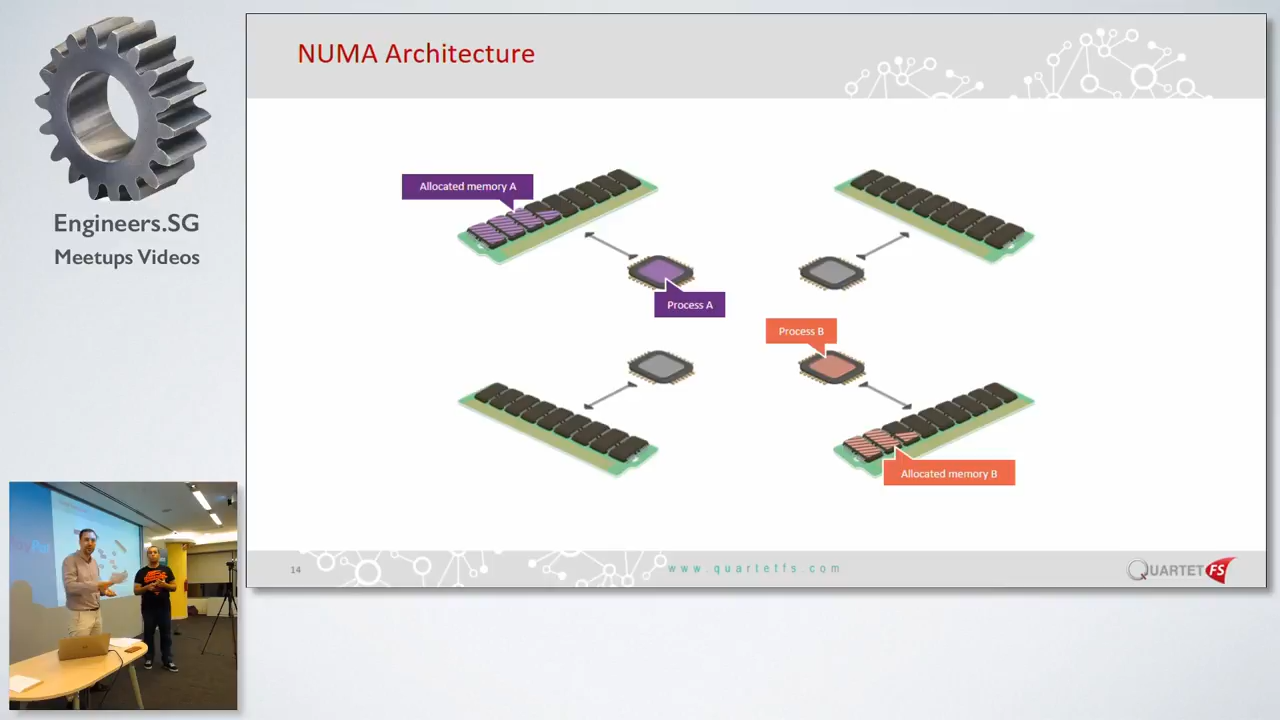 Engineers.SG
Meetups Videos
NUMA Architecture
Allocated memory A
Process A
Process B
Allocated memory B
14
www.quartetfs.com
QUARTET FS